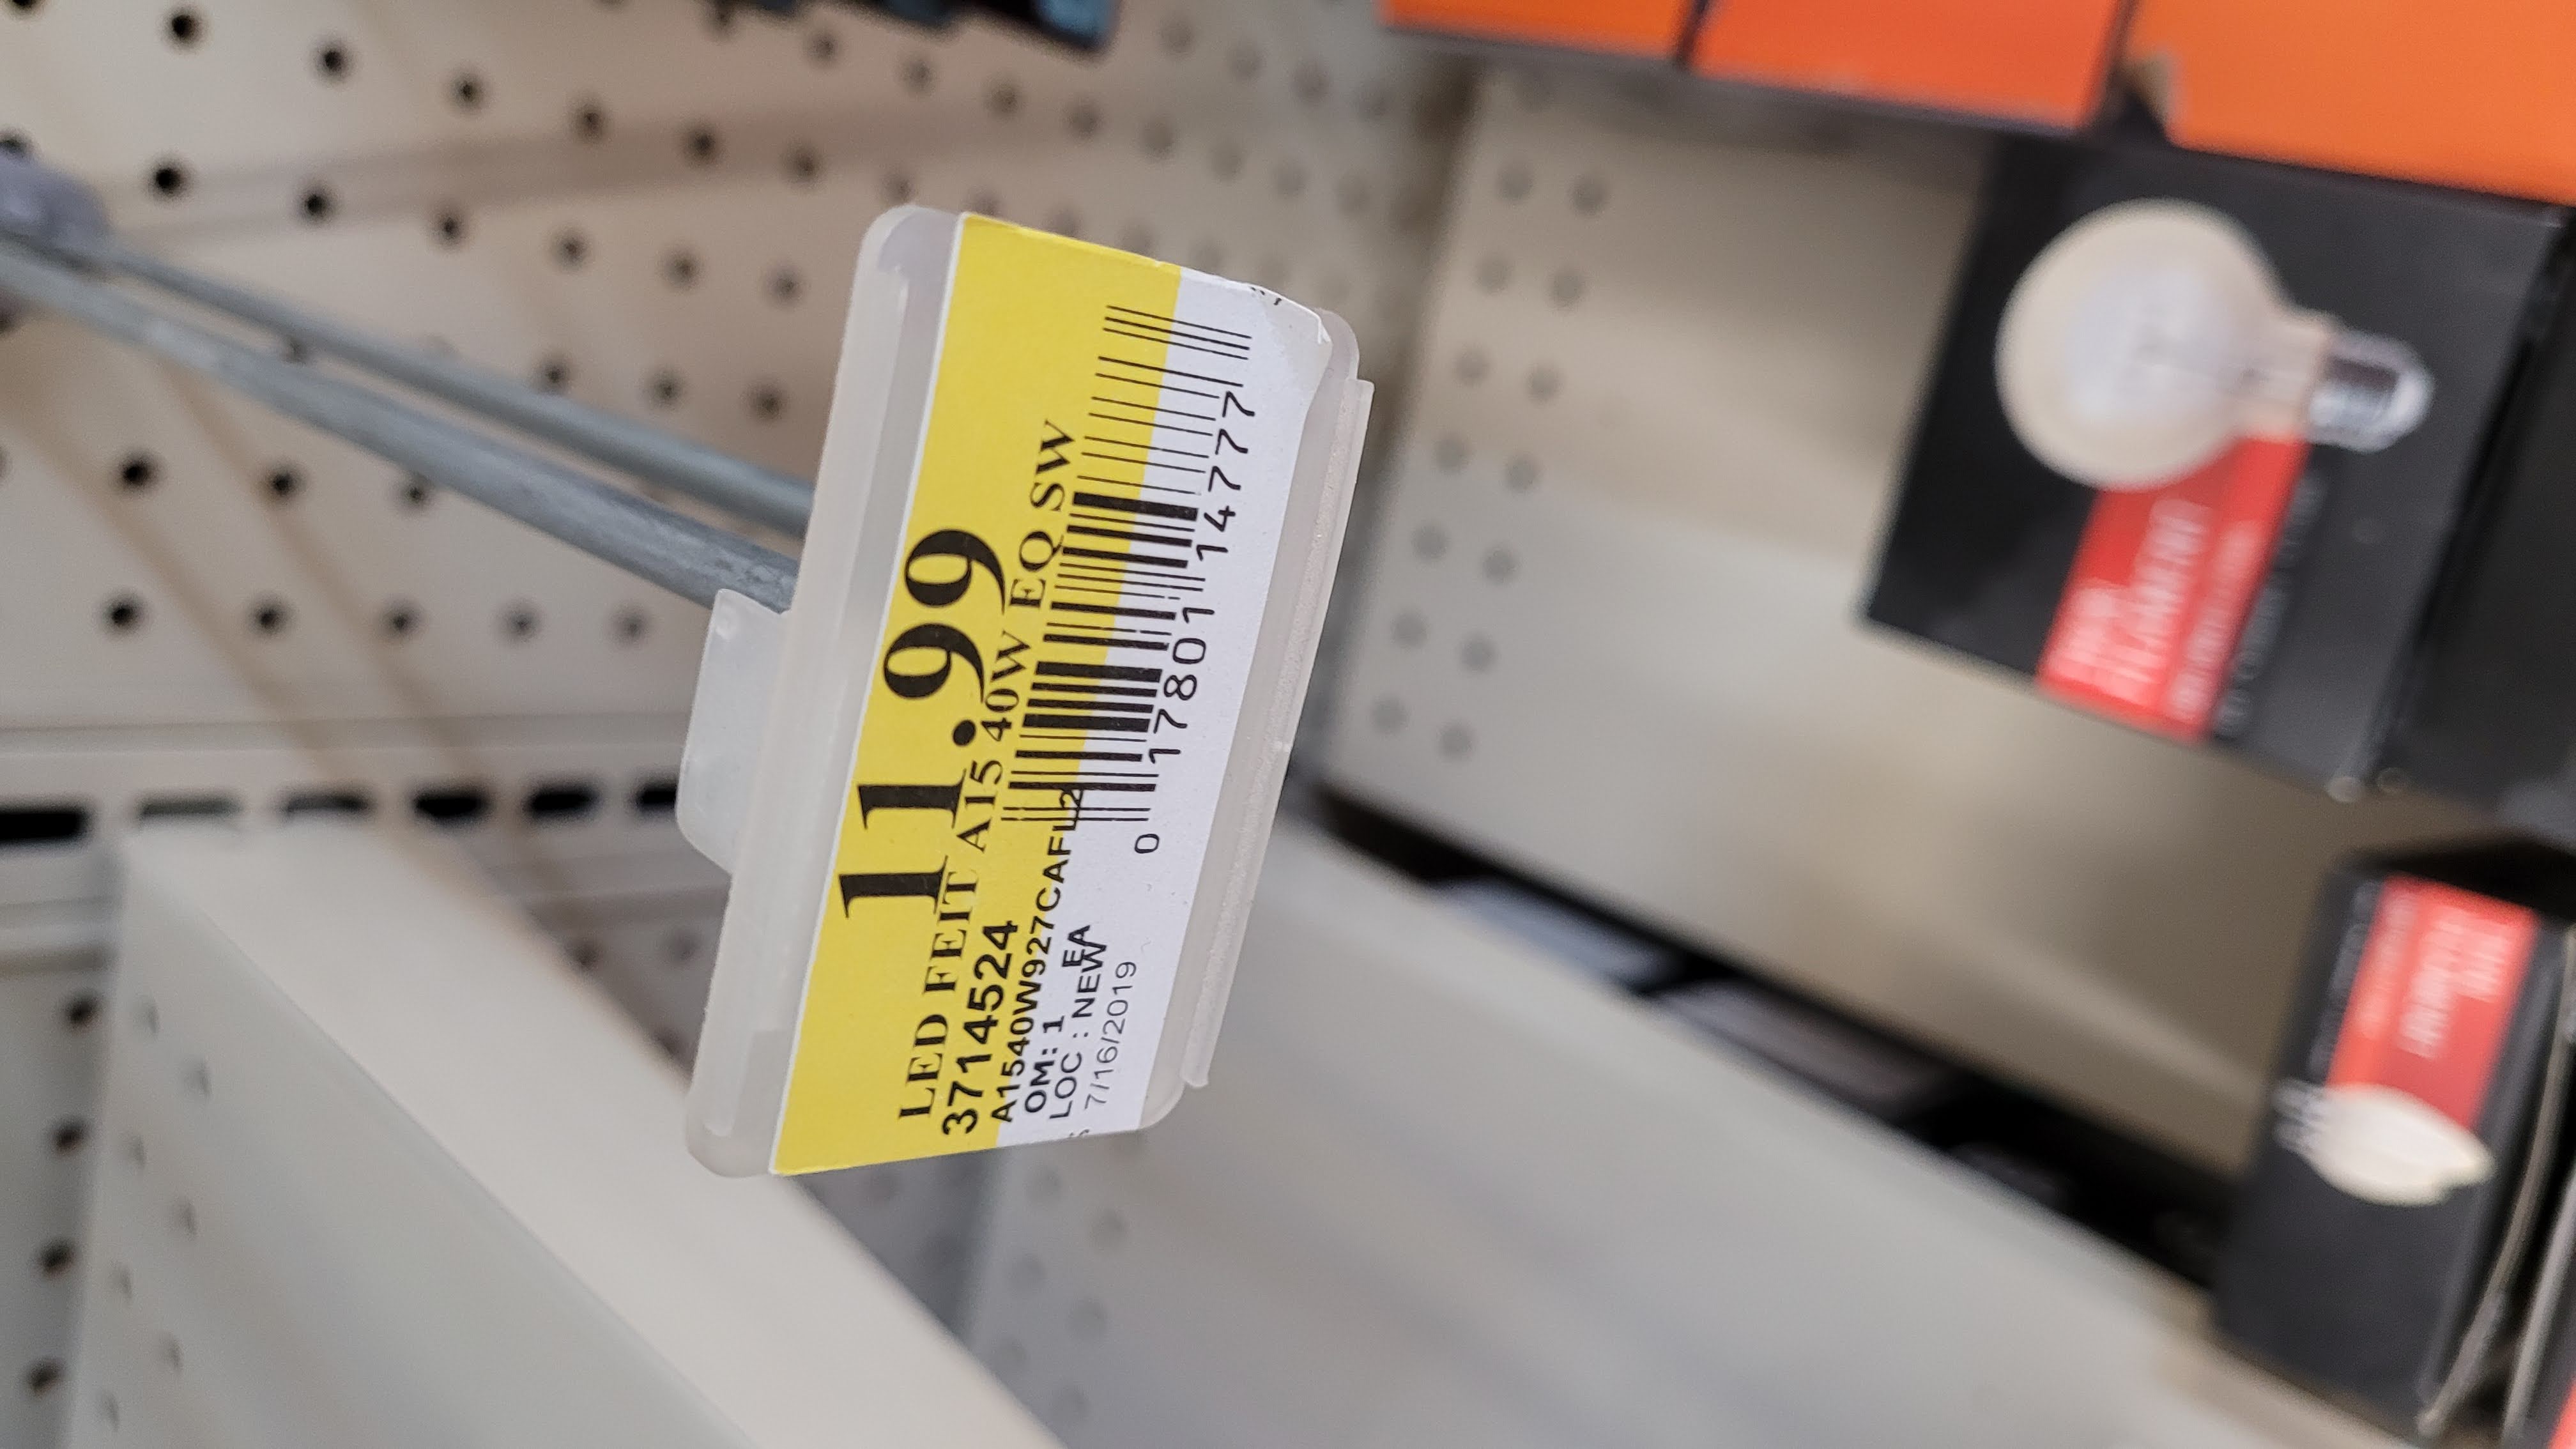 11.99
LED FEIT A15 40W EQ SW
37145524
A1540W927CAFIL2
OM: 1 EA
LOC : NEW
7/16/2019
0 17801 14777
FILAMENT